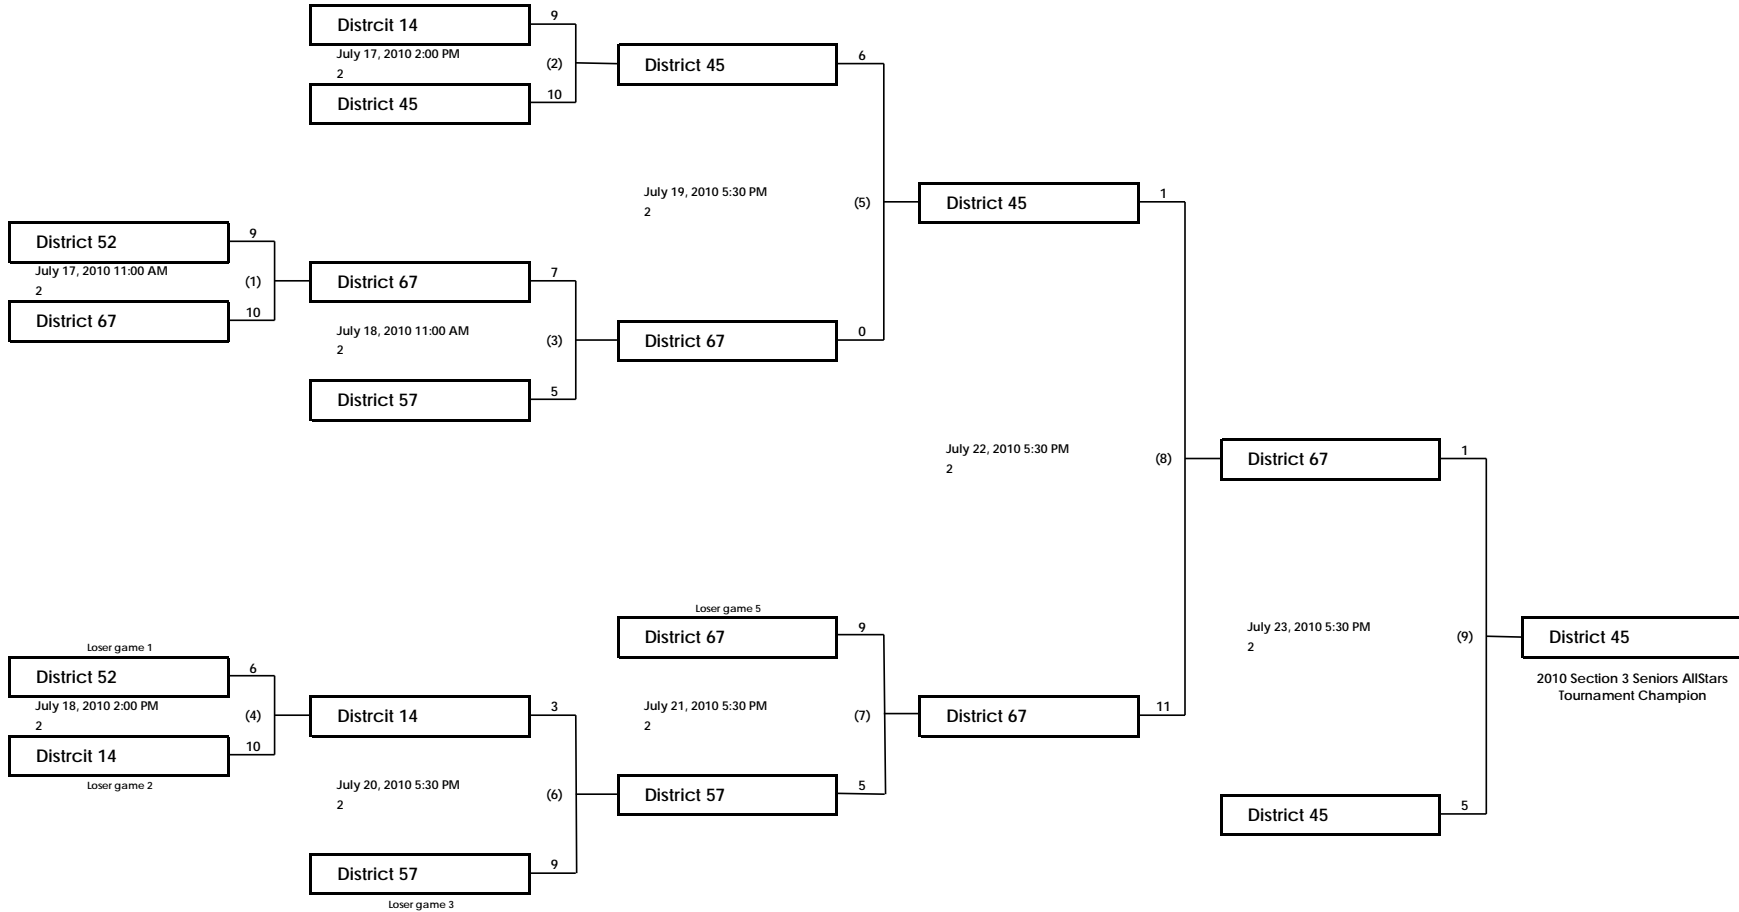 Distrcit 14
9
July 17, 2010 2:00 PM
2
(2)
District 45
10
District 45
6
July 19, 2010 5:30 PM
2
(5)
District 45
1
District 52
9
July 17, 2010 11:00 AM
2
(1)
District 67
10
District 67
7
July 18, 2010 11:00 AM
2
(3)
District 57
5
District 67
0
July 22, 2010 5:30 PM
2
(8)
District 67
1
Loser game 1
District 52
6
July 18, 2010 2:00 PM
2
(4)
Distrcit 14
10
Loser game 2
Distrcit 14
3
July 20, 2010 5:30 PM
2
(6)
District 57
9
Loser game 3
Loser game 5
District 67
9
July 21, 2010 5:30 PM
2
(7)
District 57
5
District 67
11
July 23, 2010 5:30 PM
2
(9)
District 45
5
District 45
2010 Section 3 Seniors AllStars
Tournament Champion